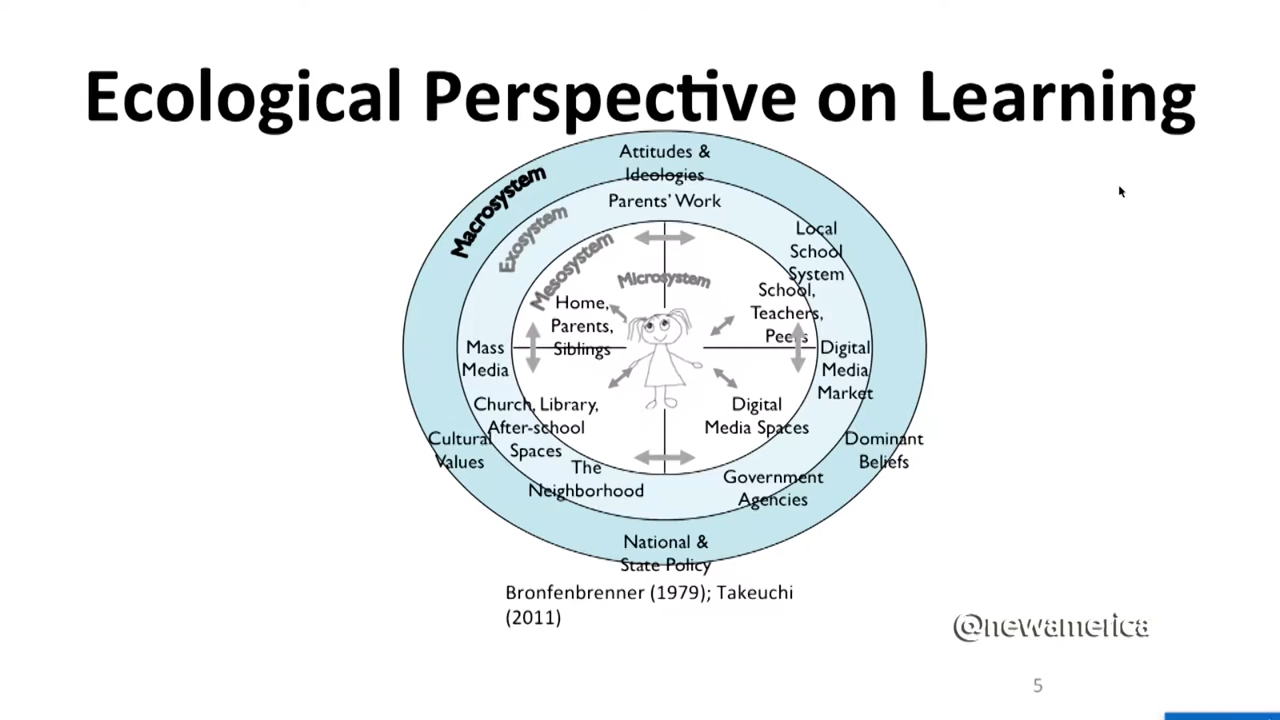 Ecological Perspective on Learning
Attitudes &
Ideologies
Macrosystem
Parents' Work
Exosystem
Local
School
System
Mesosystem
Microsystem
Home,
Parents,
Siblings
School,
Teachers,
Peers
Mass
Media
Digital
Media
Market
Church, Library,
After-school
Spaces
Digital
Media Spaces
Cultural
Values
Dominant
Beliefs
The
Neighborhood
Government
Agencies
National &
State Policy
Bronfenbrenner (1979); Takeuchi
(2011)
@newamerica
5